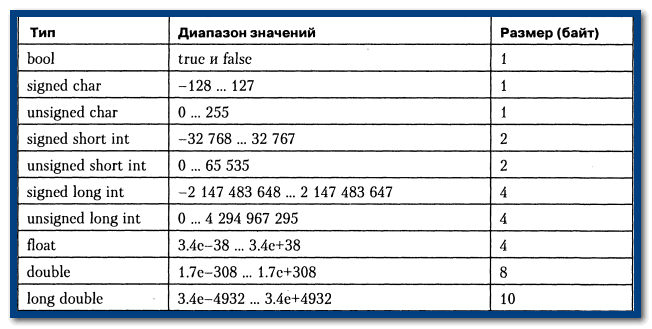 Тип Диапазон значений Размер (байт)
bool true и false 1
signed char −128 ... 127 1
unsigned char 0 ... 255 1
signed short int −32 768 ... 32 767 2
unsigned short int 0 ... 65 535 2
signed long int −2 147 483 648 ... 2 147 483 647 4
unsigned long int 0 ... 4 294 967 295 4
float 3.4e−38 ... 3.4e+38 4
double 1.7e−308 ... 1.7e+308 8
long double 3.4e−4932 ... 3.4e+4932 10